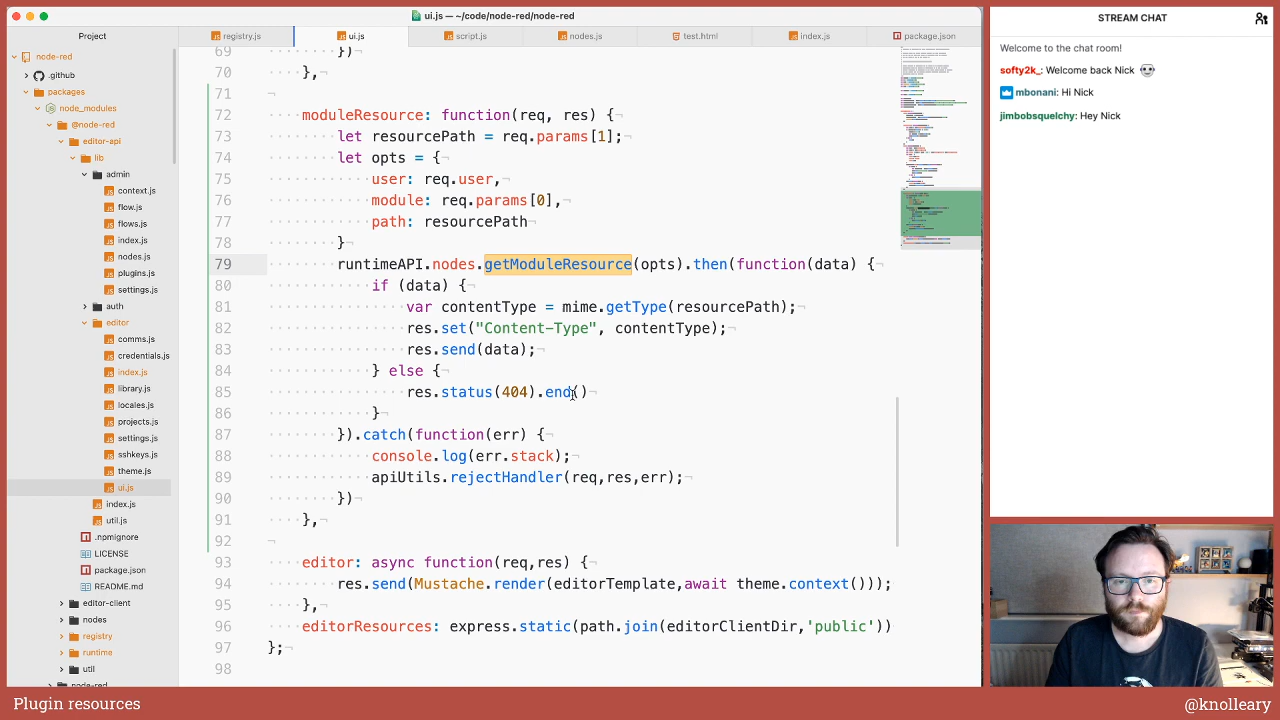 ui.js — ~/code/node-red/node-red
Project
registry.js
ui.js
script.js
nodes.js
test.html
index.js
package.json
node-red
.github
packages
node_modules
@node-red
editor-api
lib
admin
context.js
flow.js
flows.js
index.js
nodes.js
plugins.js
settings.js
auth
editor
comms.js
credentials.js
index.js
library.js
locales.js
projects.js
settings.js
sshkeys.js
theme.js
ui.js
index.js
util.js
.npmignore
LICENSE
package.json
README.md
editor-client
nodes
registry
runtime
util
node-red
69 })
70 },
71
72 moduleResource: function(req, res) {
73 let resourcePath = req.params[1];
74 let opts = {
75 user: req.user,
76 module: req.params[0],
77 path: resourcePath
78 }
79 runtimeAPI.nodes.getModuleResource(opts).then(function(data) {
80 if (data) {
81 var contentType = mime.getType(resourcePath);
82 res.set("Content-Type", contentType);
83 res.send(data);
84 } else {
85 res.status(404).end()
86 }
87 }).catch(function(err) {
88 console.log(err.stack);
89 apiUtils.rejectHandler(req,res,err);
90 })
91 },
92
93 editor: async function(req,res) {
94 res.send(Mustache.render(editorTemplate,await theme.context()));
95 },
96 editorResources: express.static(path.join(editorClientDir,'public'))
97 };
98
STREAM CHAT
Welcome to the chat room!
softy2k_: Welcome back Nick
mbonani: Hi Nick
jimbobsquelchy: Hey Nick
Plugin resources
@knolleary